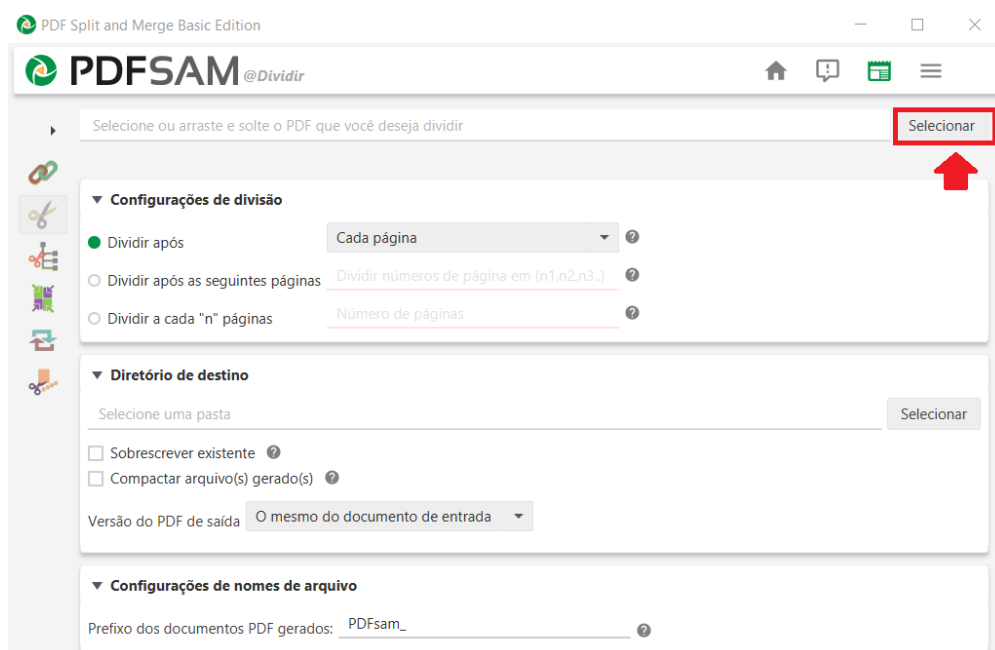 PDF Split and Merge Basic Edition
PDFSAM @Dividir
Selecione ou arraste e solte o PDF que você deseja dividir Selecionar
Configurações de divisão
Dividir após Cada página
Dividir após as seguintes páginas Dividir números de página em (n1,n2,n3..)
Dividir a cada "n" páginas Número de páginas
Diretório de destino
Selecione uma pasta Selecionar
Sobrescrever existente
Compactar arquivo(s) gerado(s)
Versão do PDF de saída O mesmo do documento de entrada
Configurações de nomes de arquivo
Prefixo dos documentos PDF gerados: PDFsam_